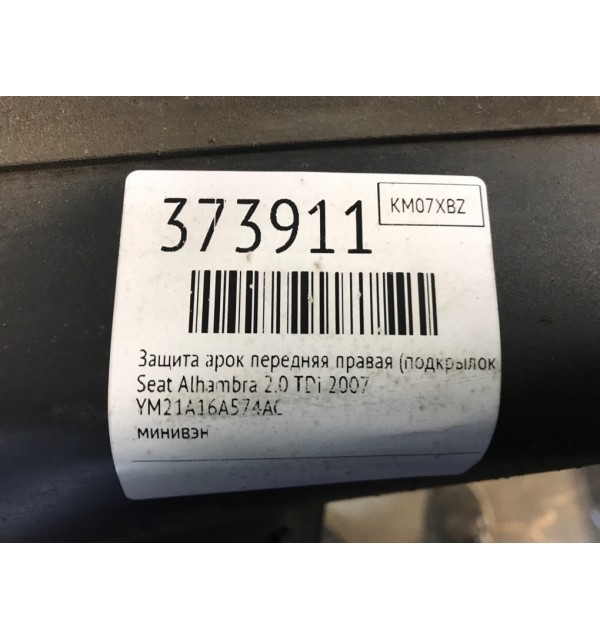 373911
KM07XBZ
Защита арок передняя правая (подкрылок
Seat Alhambra 2.0 TDi 2007
YM21A16A574AC
минивэн